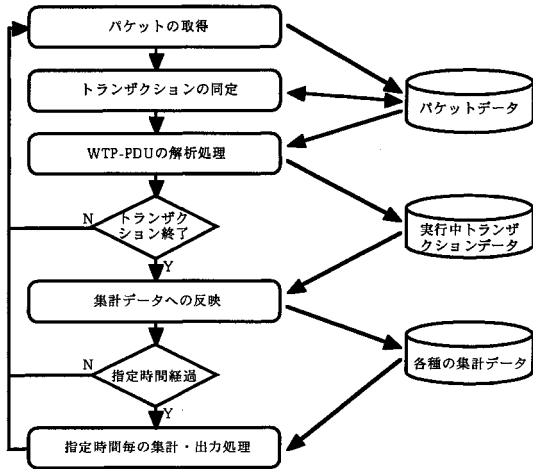 パケットの取得
トランザクションの同定
パケットデータ
WTP-PDUの解析処理
N
トランザク
ション終了
Y
実行中トランザ
クションデータ
集計データへの反映
N
指定時間経過
Y
各種の集計データ
指定時間毎の集計・出力処理